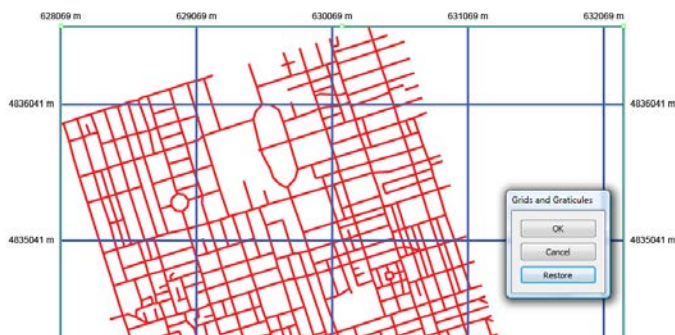 628069 m 629069 m 630069 m 631069 m 632069 m
4836041 m 4836041 m
Grids and Graticules
OK
4835041 m 4835041 m
Cancel
Restore